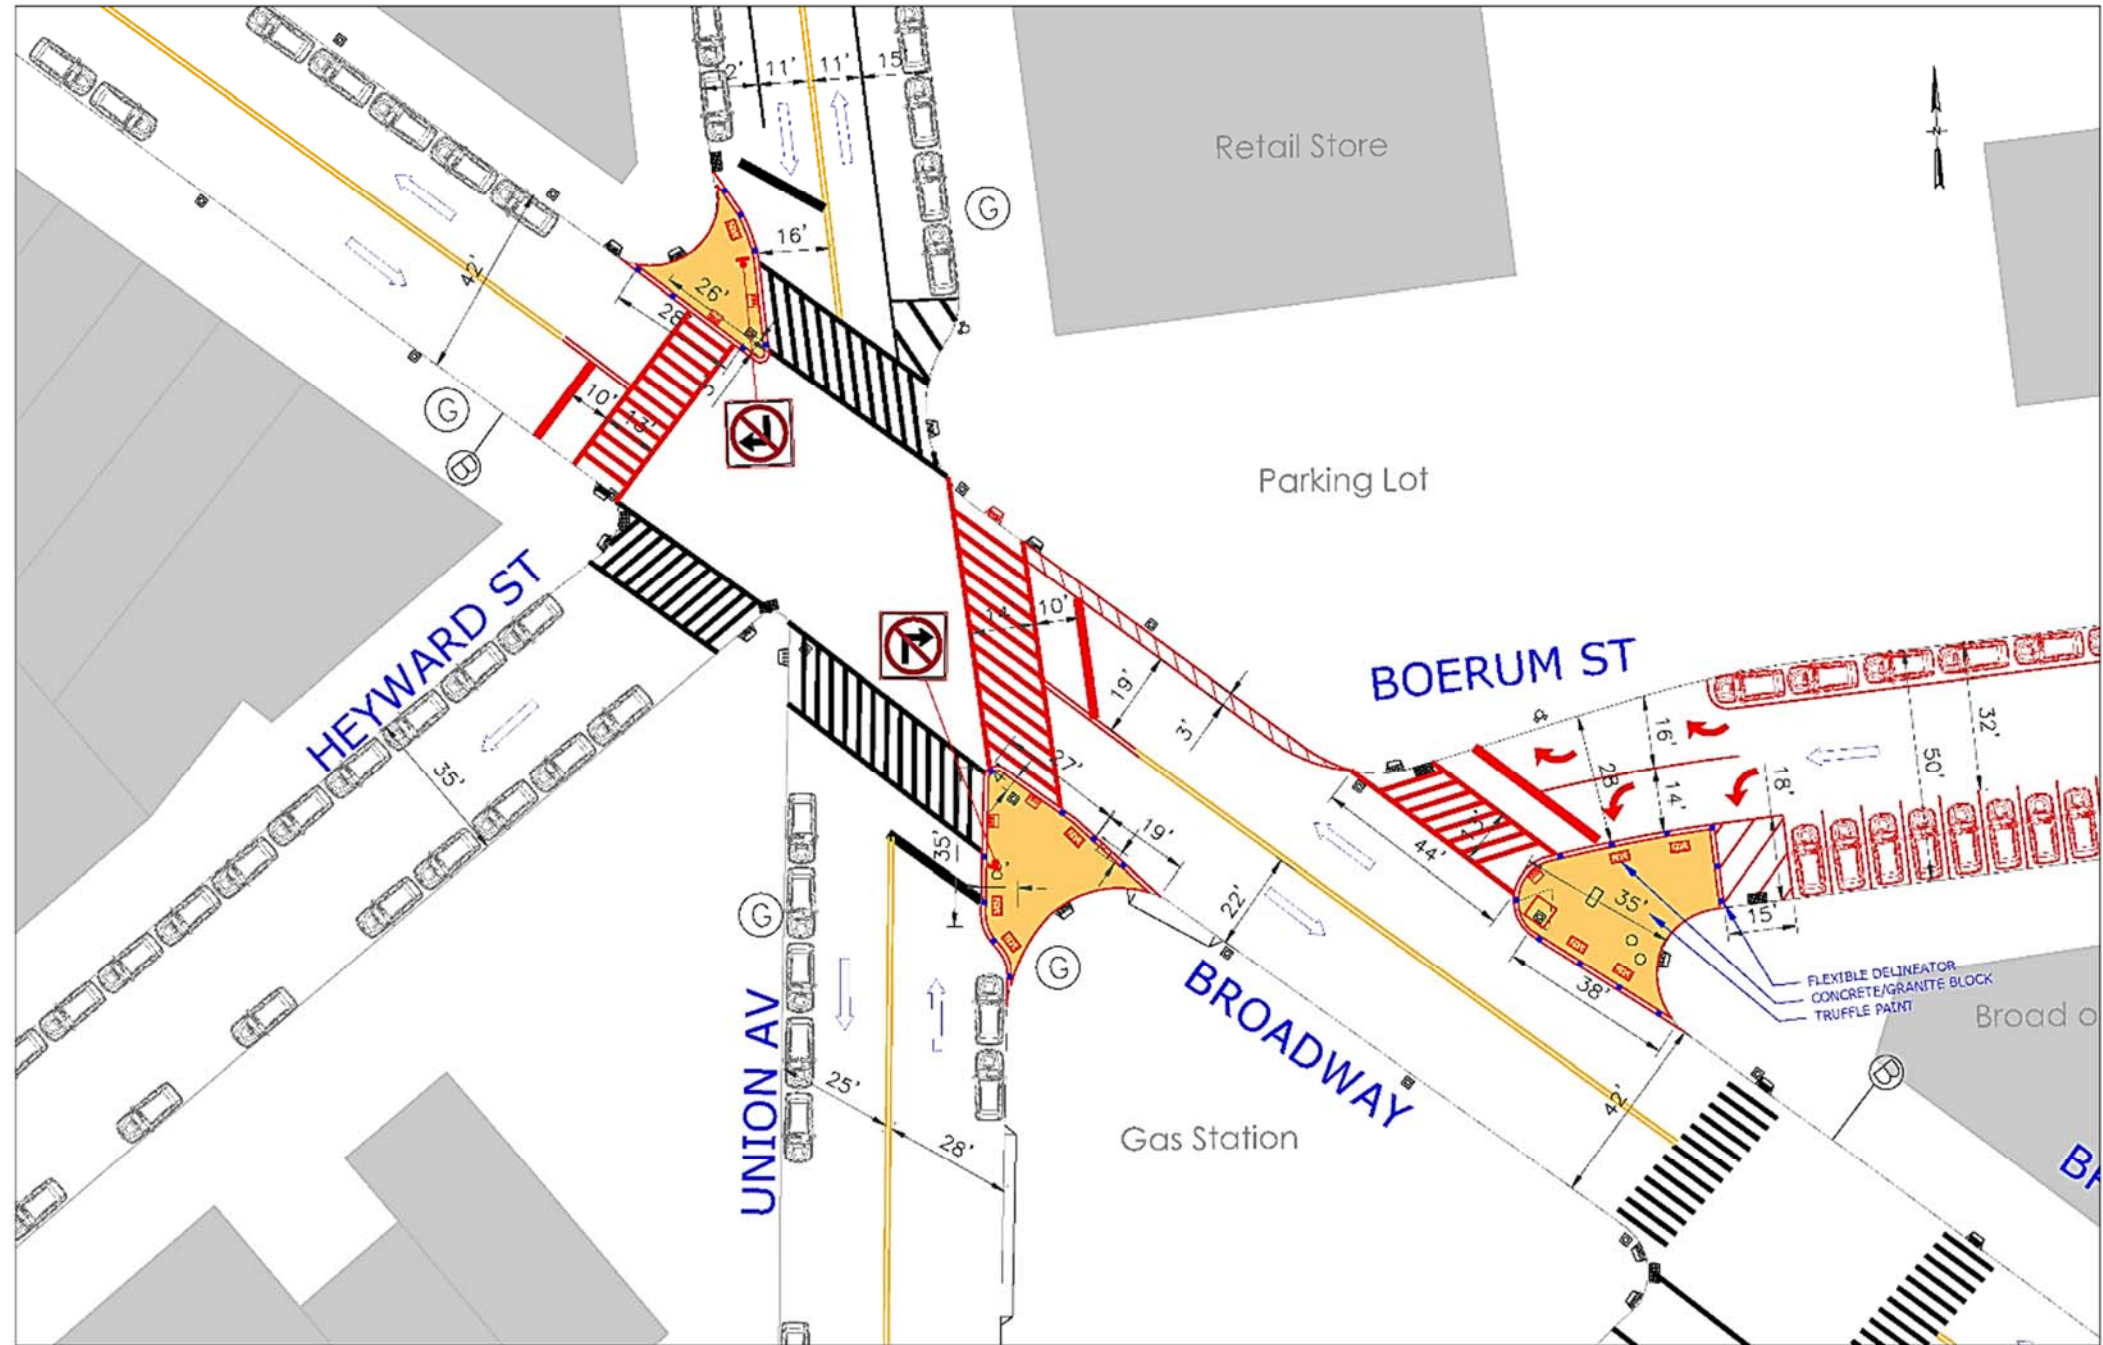 2'
11'
11'
15
Retail Store
G
16'
26'
28
42'
10'
13'
G
B
Parking Lot
HEYWARD ST
14'
10'
19'
3'
BOERUM ST
16'
28'
14'
18'
50'
32'
35'
27'
19'
35'
44'
22'
35'
15'
38'
G
G
FLEXIBLE DELINEATOR
CONCRETE/GRANITE BLOCK
TRUFFLE PAINT
Broad o
BROADWAY
UNION AV
25'
28'
Gas Station
42'
B